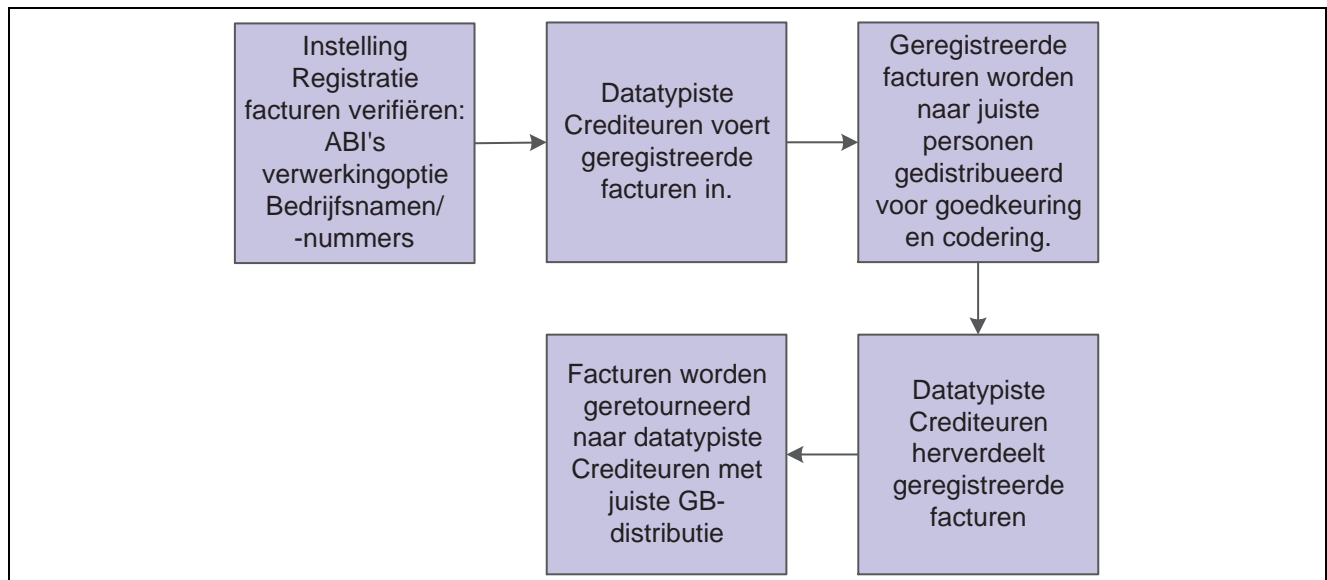 Instelling
Registratie
facturen verifiëren:
ABI's
verwerkingoptie
Bedrijfsnamen/
-nummers
Datatypiste
Crediteuren voert
geregistreerde
facturen in.
Geregistreerde
facturen worden
naar juiste
personen
gedistribueerd
voor goedkeuring
en codering.
Datatypiste
Crediteuren
herverdeelt
geregistreerde
facturen
Facturen worden
geretourneerd
naar datatypiste
Crediteuren met
juiste GB-
distributie